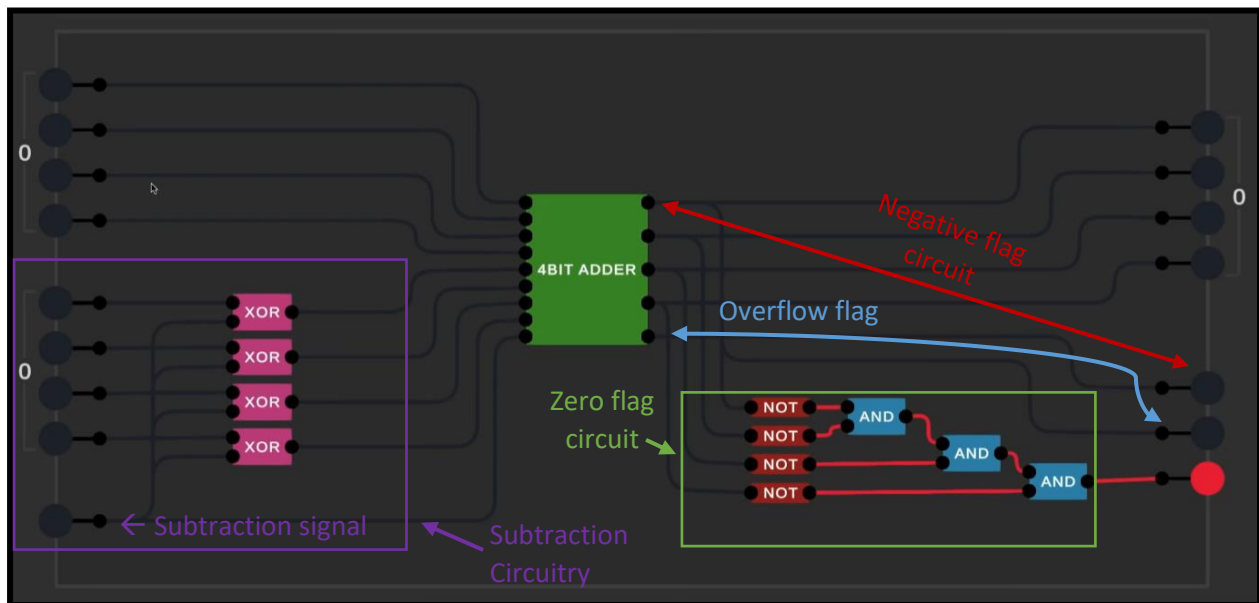 0
0
XOR
XOR
XOR
XOR
← Subtraction signal
Subtraction
Circuitry
4BIT ADDER
Negative flag
circuit
Overflow flag
Zero flag
circuit
NOT
NOT
NOT
NOT
AND
AND
AND
0